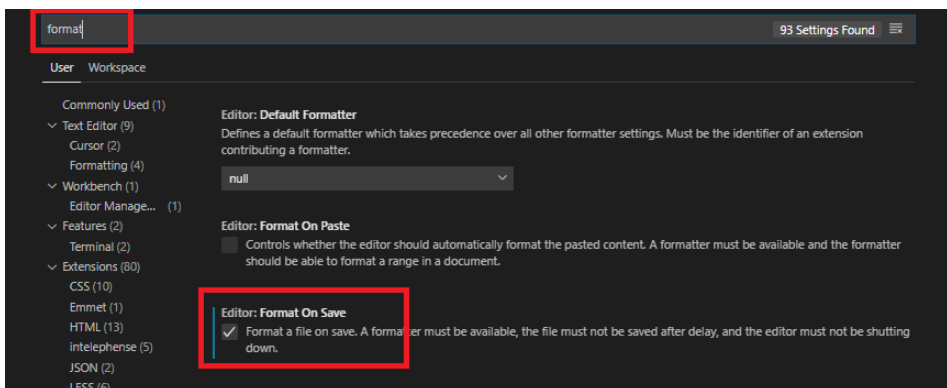 format
93 Settings Found
User Workspace
Commonly Used (1)
Text Editor (9)
Cursor (2)
Formatting (4)
Workbench (1)
Editor Manage... (1)
Features (2)
Terminal (2)
Extensions (80)
CSS (10)
Emmet (1)
HTML (13)
intelephense (5)
JSON (2)
LESS (6)
Editor: Default Formatter
Defines a default formatter which takes precedence over all other formatter settings. Must be the identifier of an extension
contributing a formatter.
null
Editor: Format On Paste
Controls whether the editor should automatically format the pasted content. A formatter must be available and the formatter
should be able to format a range in a document.
Editor: Format On Save
Format a file on save. A formatter must be available, the file must not be saved after delay, and the editor must not be shutting
down.